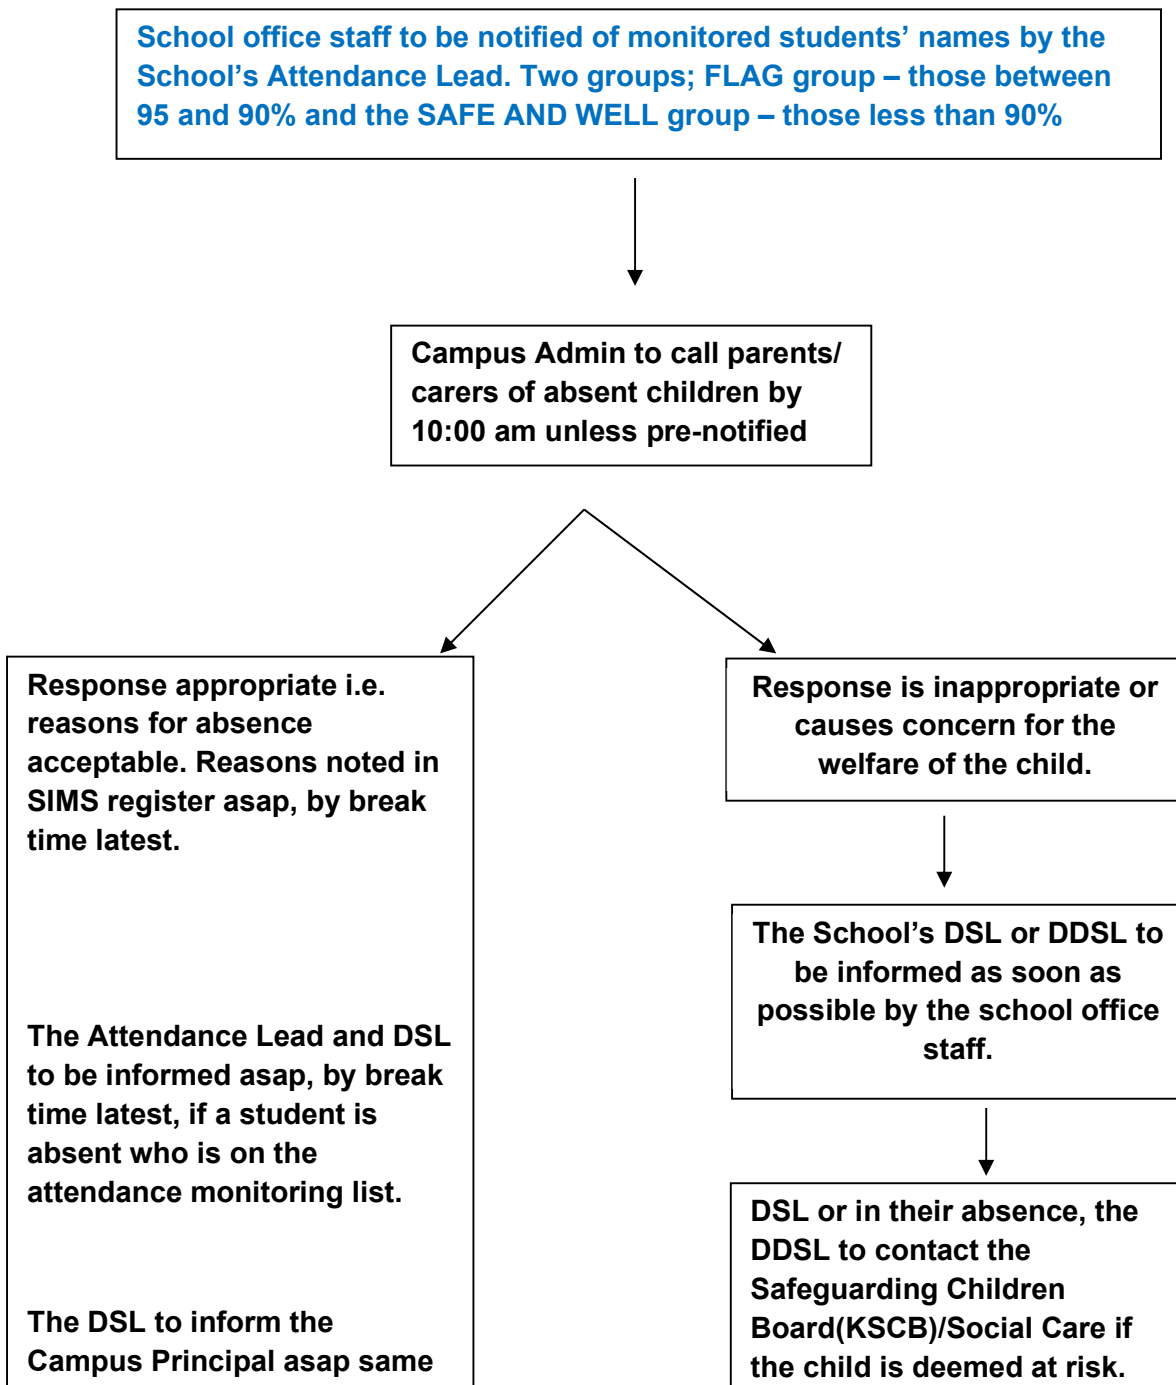 School office staff to be notified of monitored students’ names by the
School’s Attendance Lead. Two groups; FLAG group – those between
95 and 90% and the SAFE AND WELL group – those less than 90%
Campus Admin to call parents/
carers of absent children by
10:00 am unless pre-notified
Response appropriate i.e.
reasons for absence
acceptable. Reasons noted in
SIMS register asap, by break
time latest.
The Attendance Lead and DSL
to be informed asap, by break
time latest, if a student is
absent who is on the
attendance monitoring list.
The DSL to inform the
Campus Principal asap same
Response is inappropriate or
causes concern for the
welfare of the child.
The School’s DSL or DDSL to
be informed as soon as
possible by the school office
staff.
DSL or in their absence, the
DDSL to contact the
Safeguarding Children
Board(KSCB)/Social Care if
the child is deemed at risk.